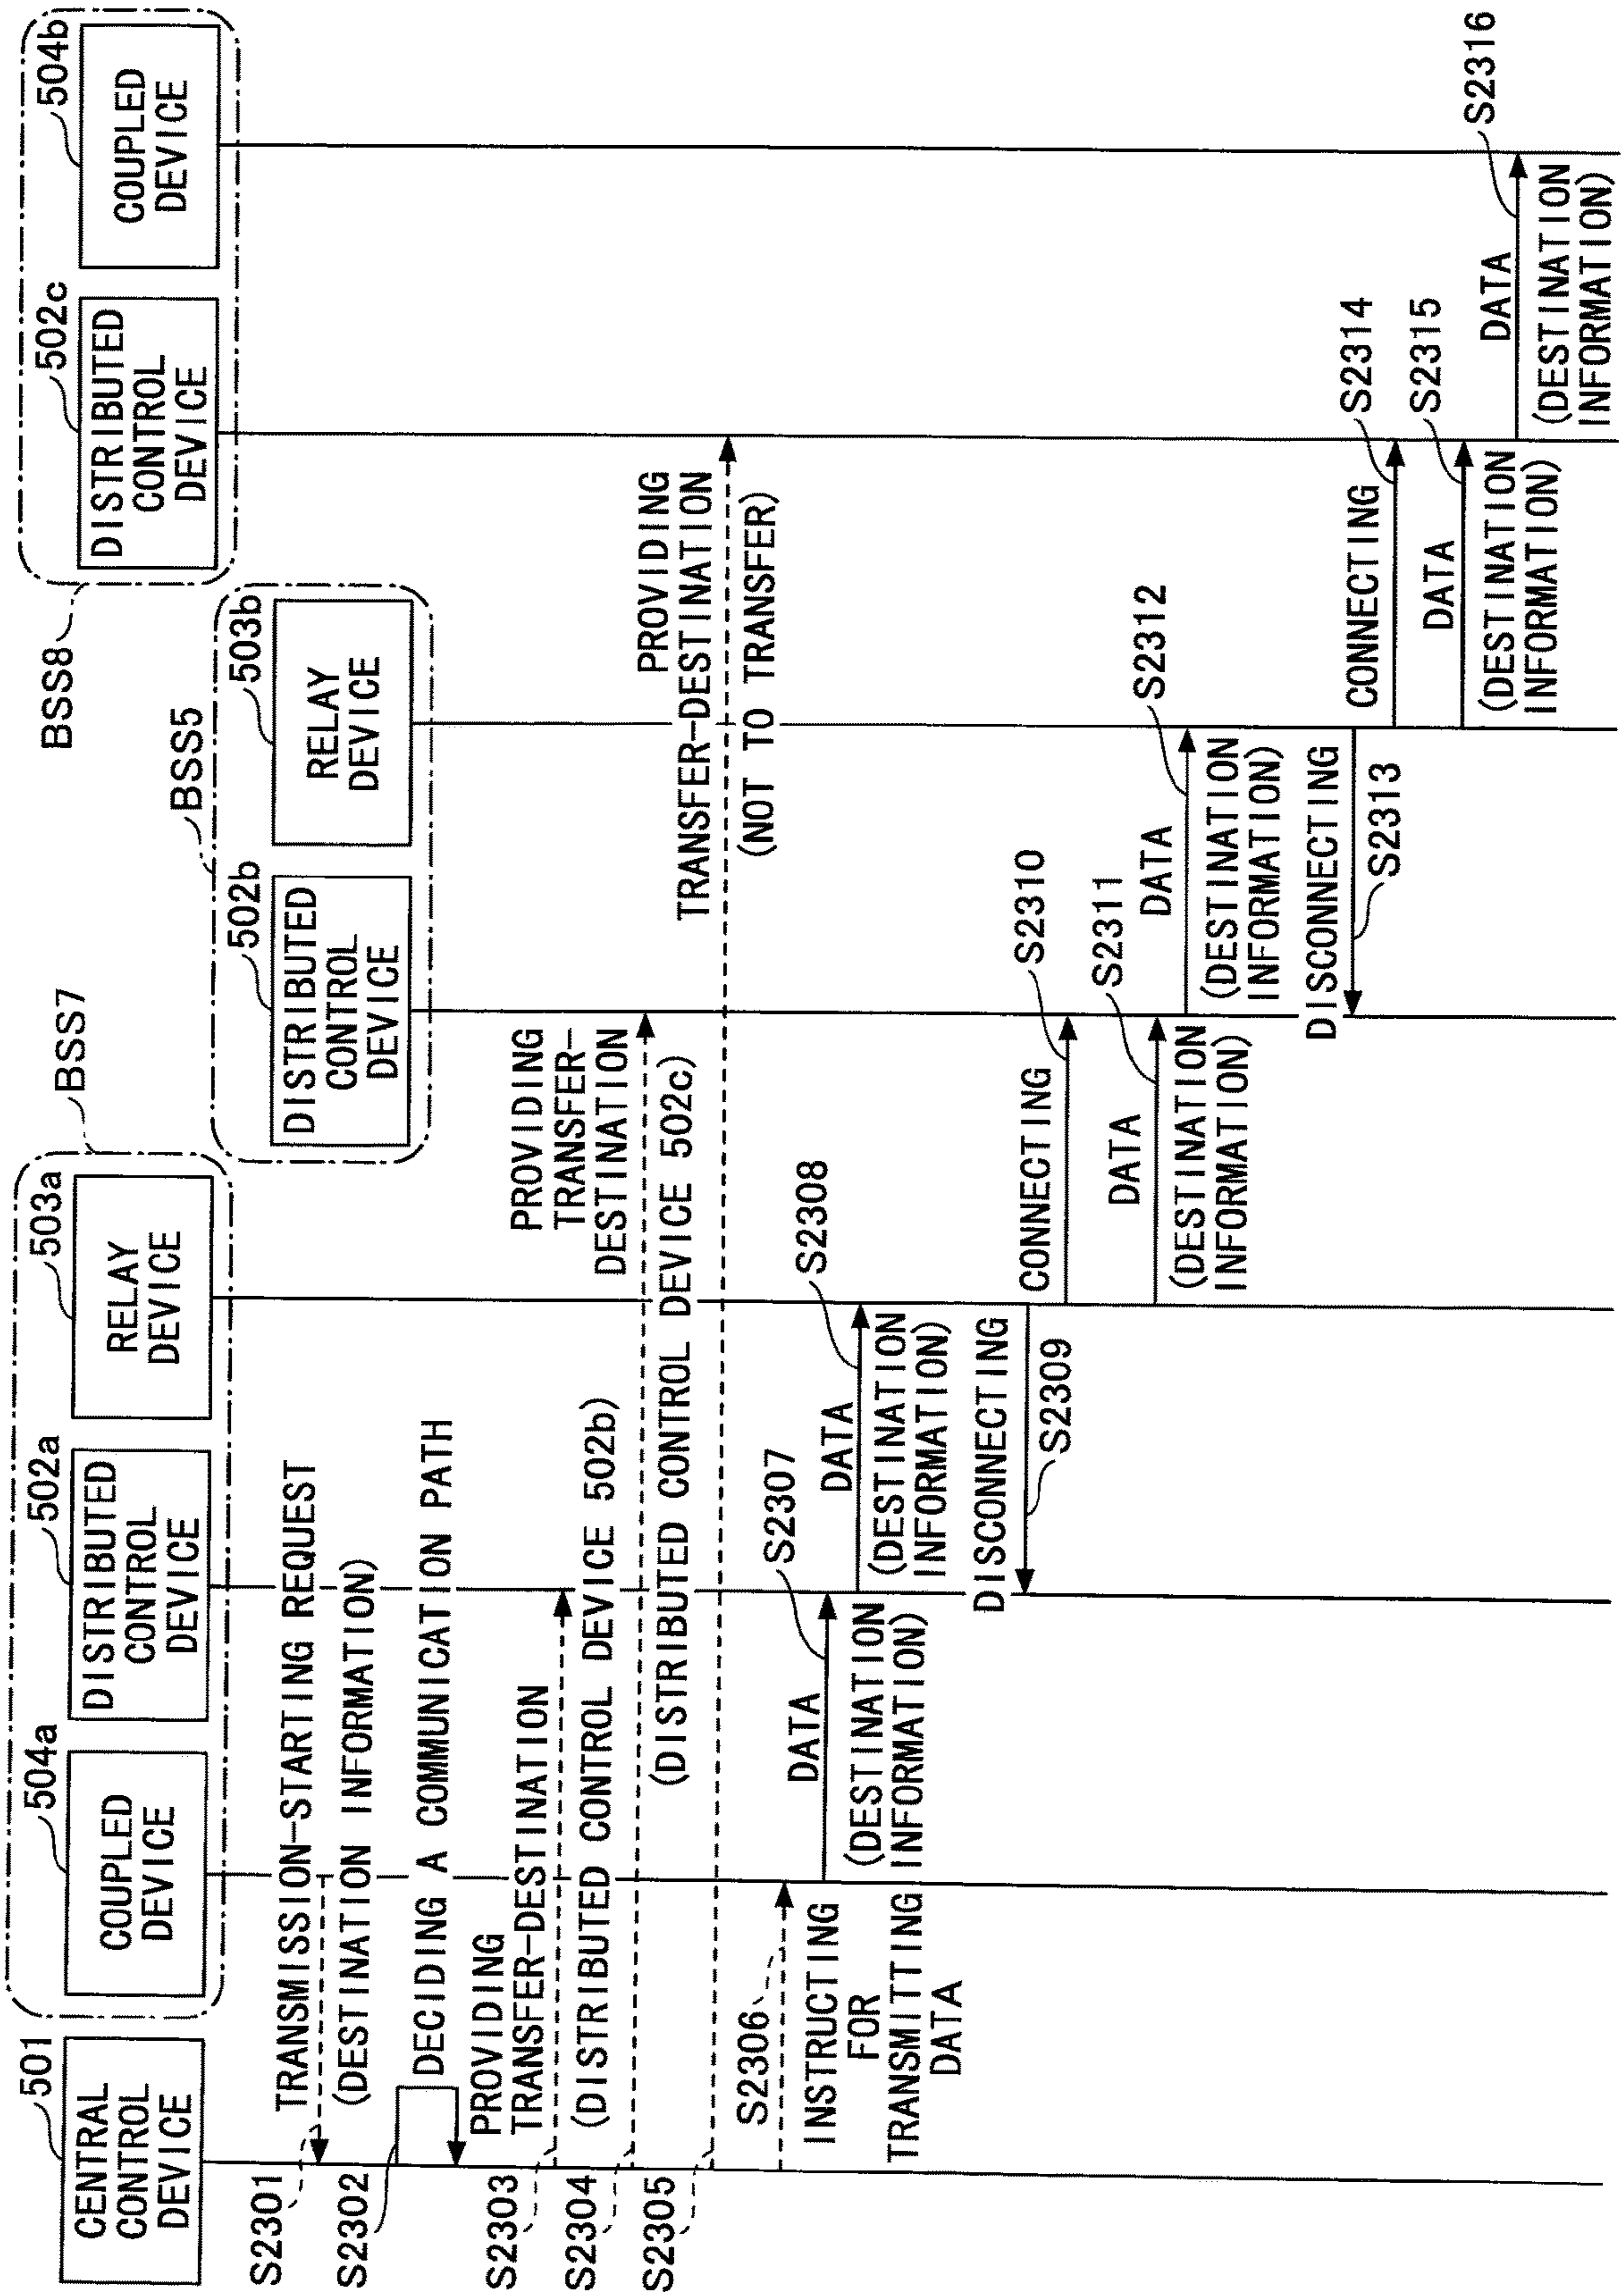 501
CENTRAL
CONTROL
DEVICE
504a
COUPLED
DEVICE
502a
DISTRIBUTED
CONTROL
DEVICE
503a
RELAY
DEVICE
BSS7
502b
DISTRIBUTED
CONTROL
DEVICE
503b
RELAY
DEVICE
BSS5
502c
DISTRIBUTED
CONTROL
DEVICE
504b
COUPLED
DEVICE
BSS8
S2301
TRANSMISSION-STARTING REQUEST
(DESTINATION INFORMATION)
S2302
DECIDING A COMMUNICATION PATH
S2303
PROVIDING
TRANSFER-DESTINATION
(DISTRIBUTED CONTROL DEVICE 502b)
S2304
PROVIDING
TRANSFER-
DESTINATION
(DISTRIBUTED CONTROL DEVICE 502c)
S2305
PROVIDING
TRANSFER-DESTINATION
(NOT TO TRANSFER)
S2306
INSTRUCTING
FOR
TRANSMITTING
DATA
S2307
DATA
(DESTINATION
INFORMATION)
S2308
DATA
(DESTINATION
INFORMATION)
DISCONNECTING
S2309
CONNECTING
S2310
DATA
S2311
(DESTINATION
INFORMATION)
DATA
S2312
(DESTINATION
INFORMATION)
DISCONNECTING
S2313
CONNECTING
S2314
DATA
S2315
(DESTINATION
INFORMATION)
DATA
S2316
(DESTINATION
INFORMATION)